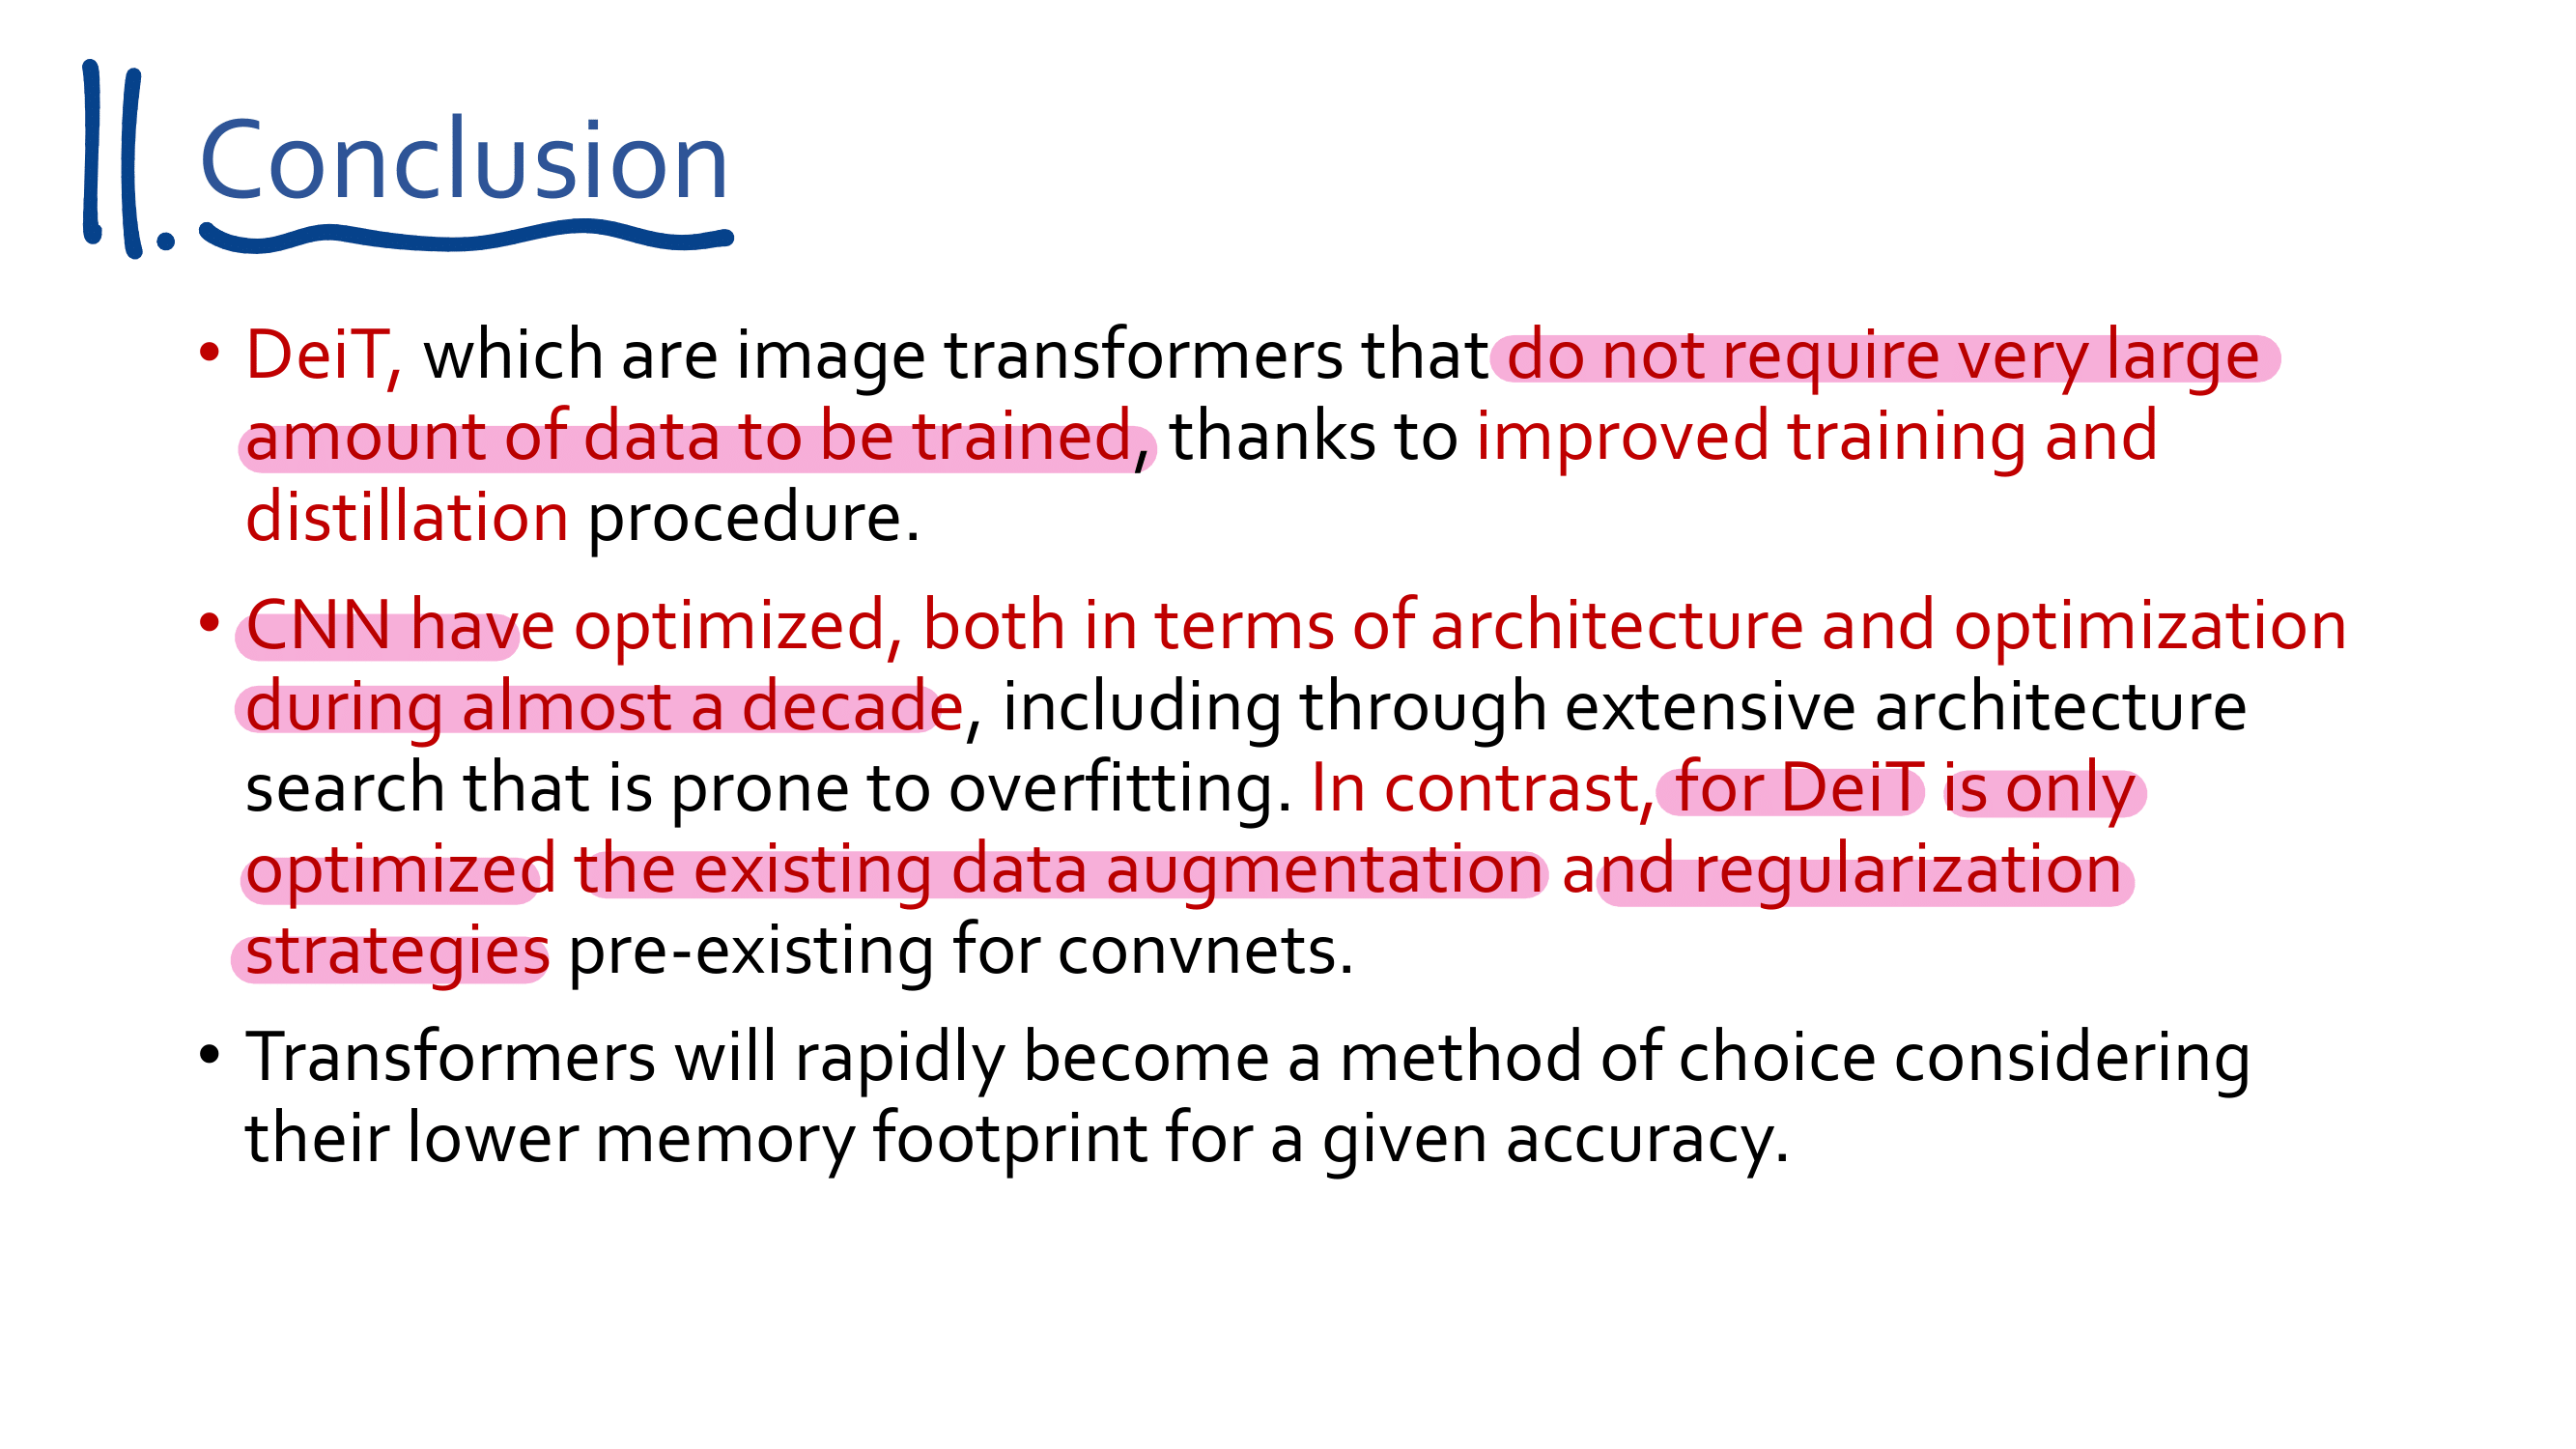 II. Conclusion
• DeiT, which are image transformers that do not require very large
amount of data to be trained, thanks to improved training and
distillation procedure.
• CNN have optimized, both in terms of architecture and optimization
during almost a decade, including through extensive architecture
search that is prone to overfitting. In contrast, for DeiT is only
optimized the existing data augmentation and regularization
strategies pre-existing for convnets.
• Transformers will rapidly become a method of choice considering
their lower memory footprint for a given accuracy.